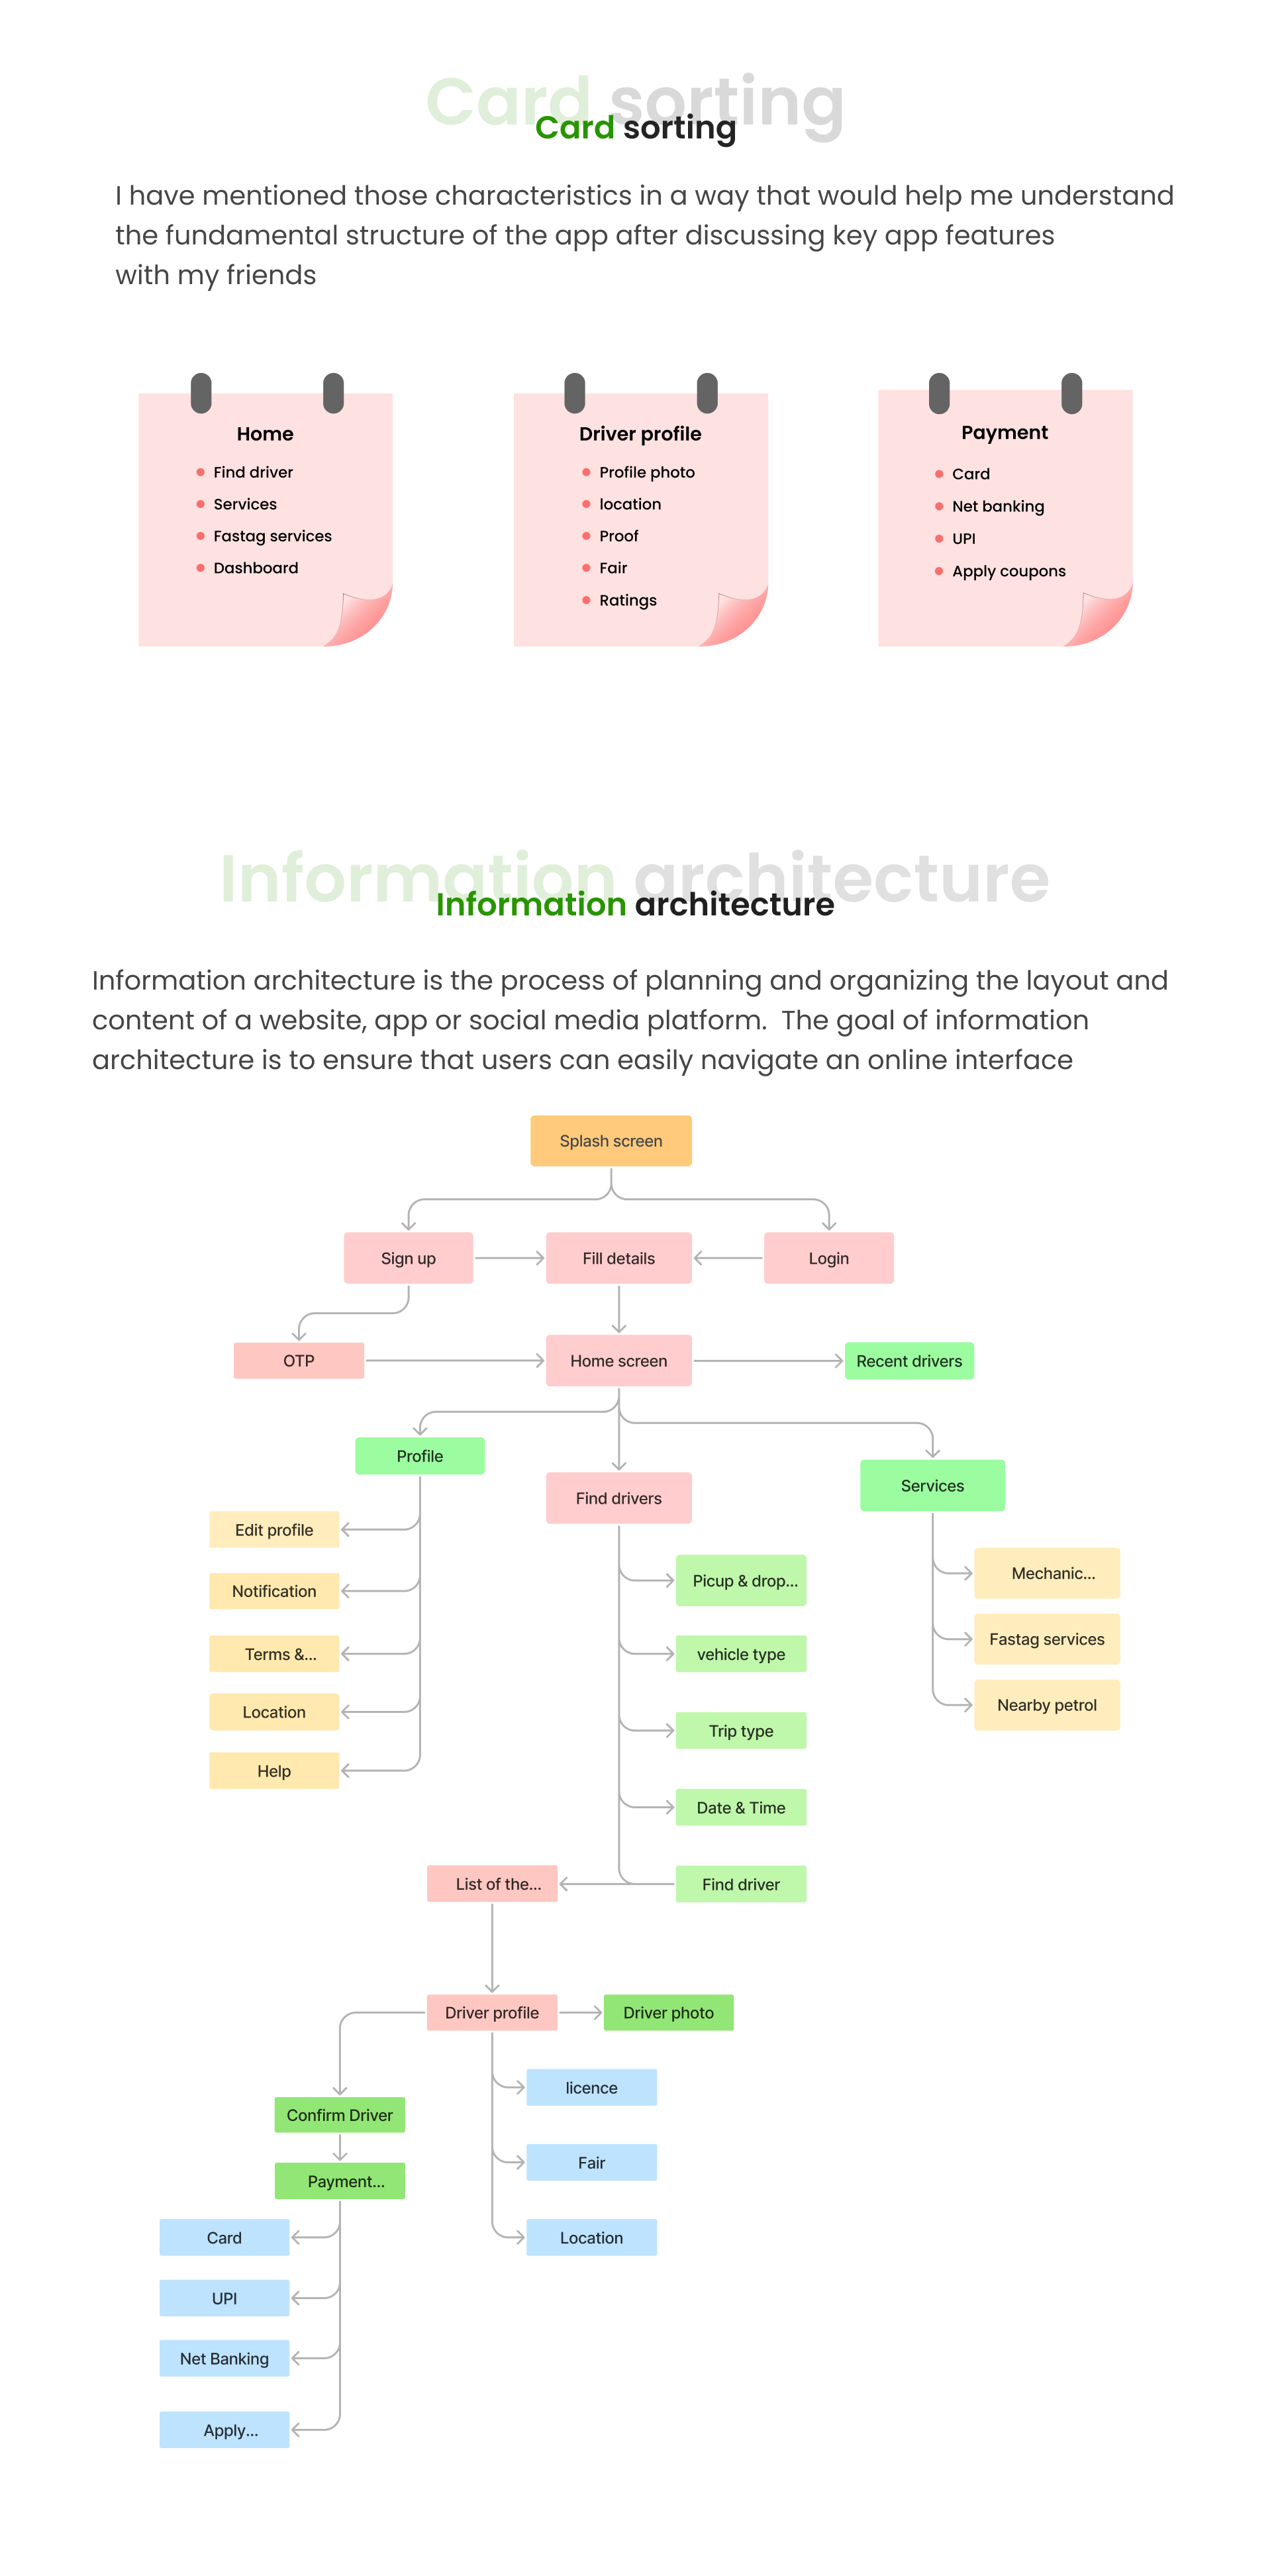 Card sorting
Card sorting
I have mentioned those characteristics in a way that would help me understand
the fundamental structure of the app after discussing key app features
with my friends
Home
Find driver
Services
Fastag services
Dashboard
Driver profile
Profile photo
location
Proof
Fair
Ratings
Payment
Card
Net banking
UPI
Apply coupons
Information architecture
Information architecture
Information architecture is the process of planning and organizing the layout and
content of a website, app or social media platform. The goal of information
architecture is to ensure that users can easily navigate an online interface
Splash screen
Sign up
Fill details
Login
OTP
Home screen
Recent drivers
Profile
Find drivers
Services
Edit profile
Notification
Terms &...
Location
Help
Picup & drop...
vehicle type
Trip type
Date & Time
Find driver
Mechanic...
Fastag services
Nearby petrol
List of the...
Driver profile
Driver photo
licence
Fair
Location
Confirm Driver
Payment...
Card
UPI
Net Banking
Apply...